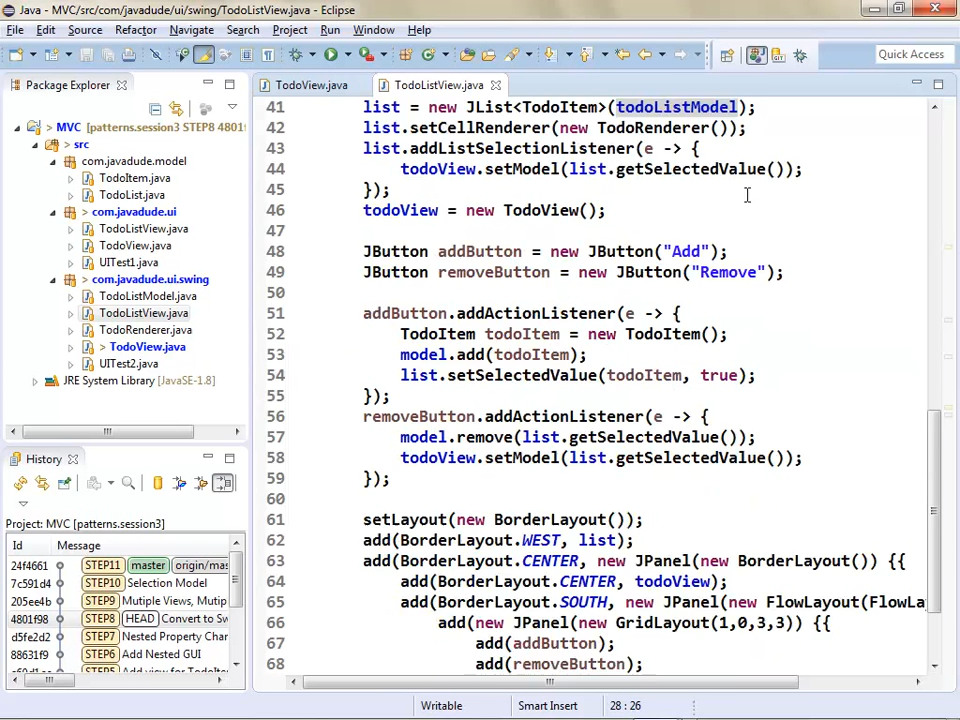 Java - MVC/src/com/javadude/ui/swing/TodoListView.java - Eclipse
File Edit Source Refactor Navigate Search Project Run Window Help
Quick Access
Package Explorer
TodoView.java
TodoListView.java
> MVC [patterns.session3 STEP8 4801f
> src
com.javadude.model
TodoItem.java
TodoList.java
> com.javadude.ui
TodoListView.java
TodoView.java
UITest1.java
> com.javadude.ui.swing
TodoListModel.java
TodoListView.java
TodoRenderer.java
> TodoView.java
UITest2.java
JRE System Library [JavaSE-1.8]
History
Project: MVC [patterns.session3]
Id Message
24f4661 STEP11 master origin/mas
7c591d4 STEP10 Selection Model
205ee4b STEP9 Mutiple Views, Mutip
4801f98 STEP8 HEAD Convert to Sw
d5fe2d2 STEP7 Nested Property Char
88631f9 STEP6 Add Nested GUI
STEP5 Add view for TodoIte
41 list = new JList<TodoItem>(todoListModel);
42 list.setCellRenderer(new TodoRenderer());
43 list.addListSelectionListener(e -> {
44 todoView.setModel(list.getSelectedValue());
45 });
46 todoView = new TodoView();
47
48 JButton addButton = new JButton("Add");
49 JButton removeButton = new JButton("Remove");
50
51 addButton.addActionListener(e -> {
52 TodoItem todoItem = new TodoItem();
53 model.add(todoItem);
54 list.setSelectedValue(todoItem, true);
55 });
56 removeButton.addActionListener(e -> {
57 model.remove(list.getSelectedValue());
58 todoView.setModel(list.getSelectedValue());
59 });
60
61 setLayout(new BorderLayout());
62 add(BorderLayout.WEST, list);
63 add(BorderLayout.CENTER, new JPanel(new BorderLayout()) {{
64 add(BorderLayout.CENTER, todoView);
65 add(BorderLayout.SOUTH, new JPanel(new FlowLayout(FlowLa
66 add(new JPanel(new GridLayout(1,0,3,3)) {{
67 add(addButton);
68 add(removeButton);
Writable Smart Insert 28 : 26